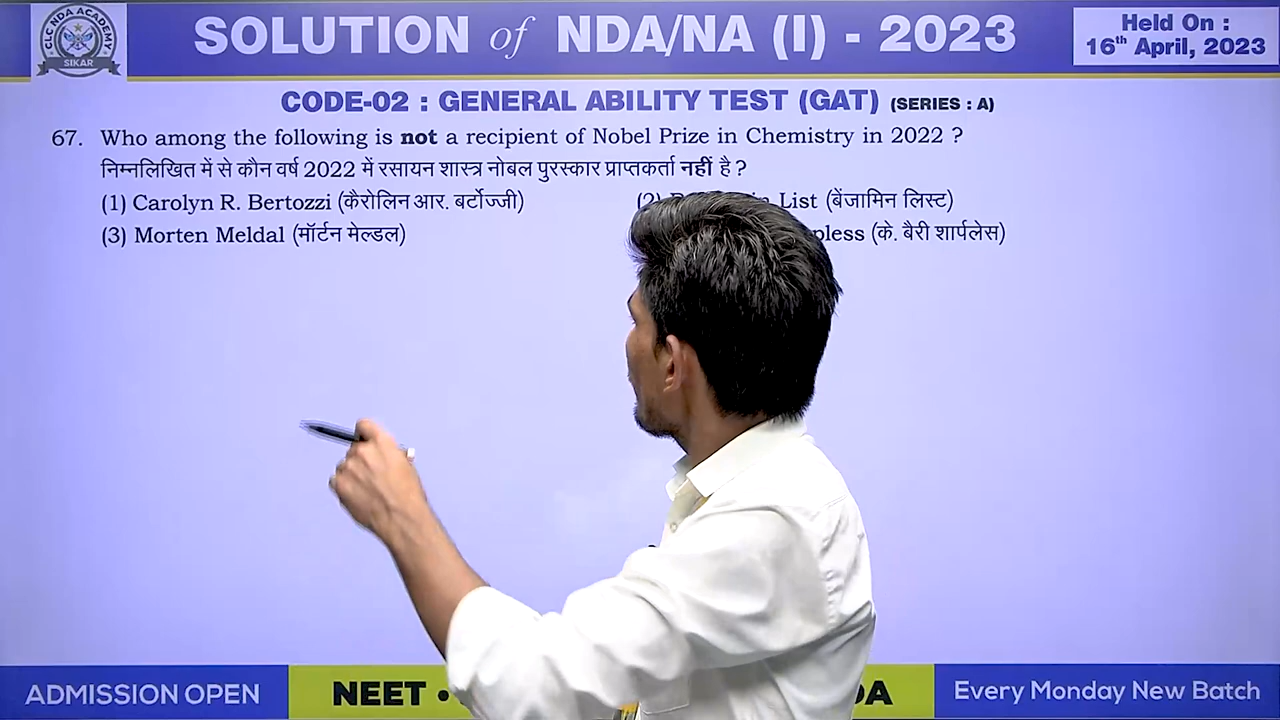 CLC NDA ACADEMY
SIKAR
SOLUTION of NDA/NA (I) - 2023
Held On :
16th April, 2023
CODE-02 : GENERAL ABILITY TEST (GAT) (SERIES : A)
67. Who among the following is not a recipient of Nobel Prize in Chemistry in 2022 ?
निम्नलिखित में से कौन वर्ष 2022 में रसायन शास्त्र नोबल पुरस्कार प्राप्तकर्ता नहीं है ?
(1) Carolyn R. Bertozzi (कैरोलिन आर. बर्टोज्जी) (2) List (बेंजामिन लिस्ट)
(3) Morten Meldal (मॉर्टन मेल्डल) (के. बैरी शार्पलेस)
ADMISSION OPEN NEET • Every Monday New Batch